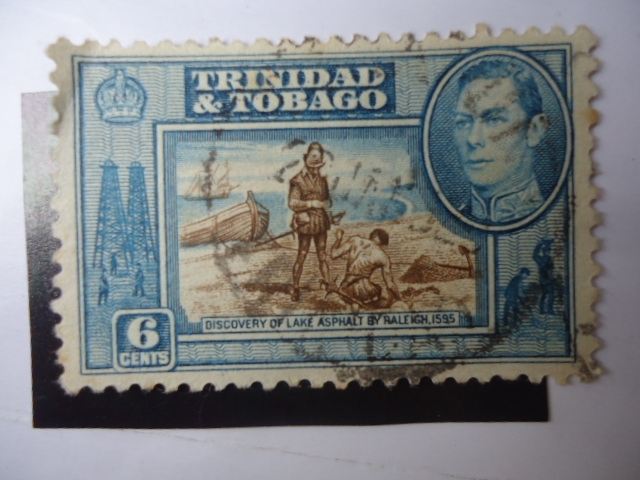 TRINIDAD
& TOBAGO
DISCOVERY OF LAKE ASPHALT BY RALEIGH, 1595
6
CENTS